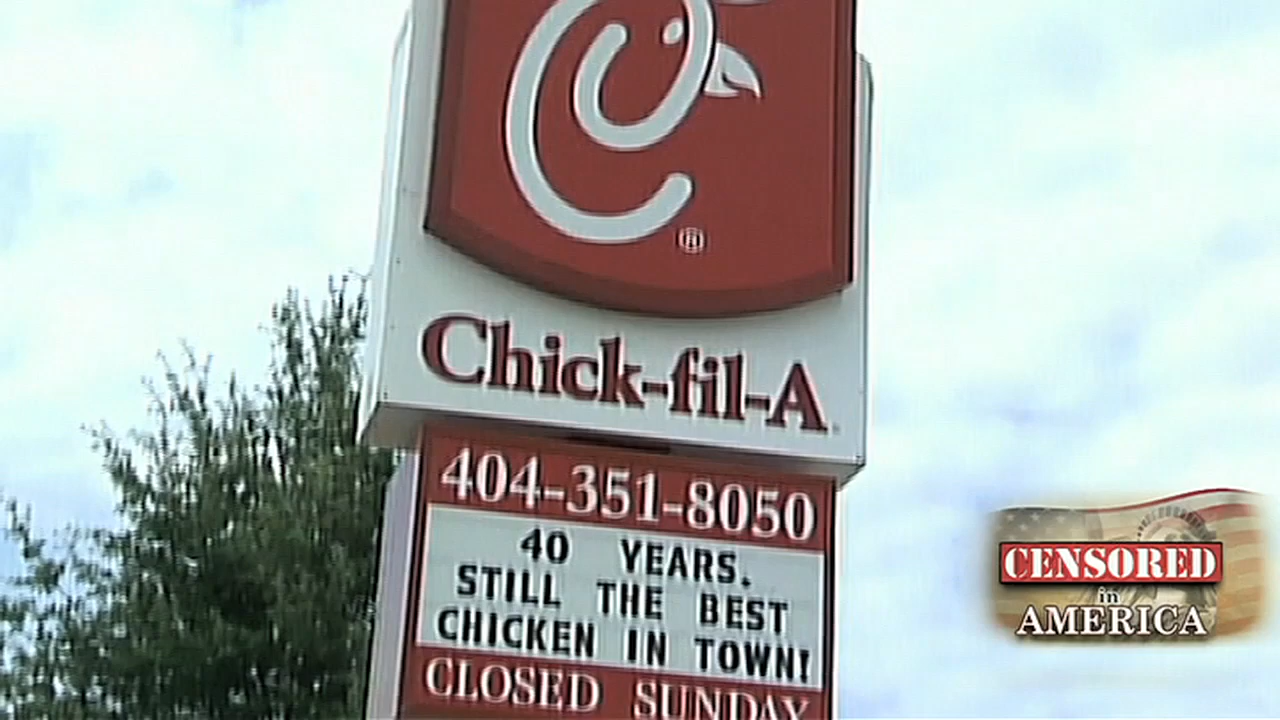 ®
Chick-fil-A
404-351-8050
40 YEARS.
STILL THE BEST
CHICKEN IN TOWN!
CLOSED SUNDAY
CENSORED
in
AMERICA